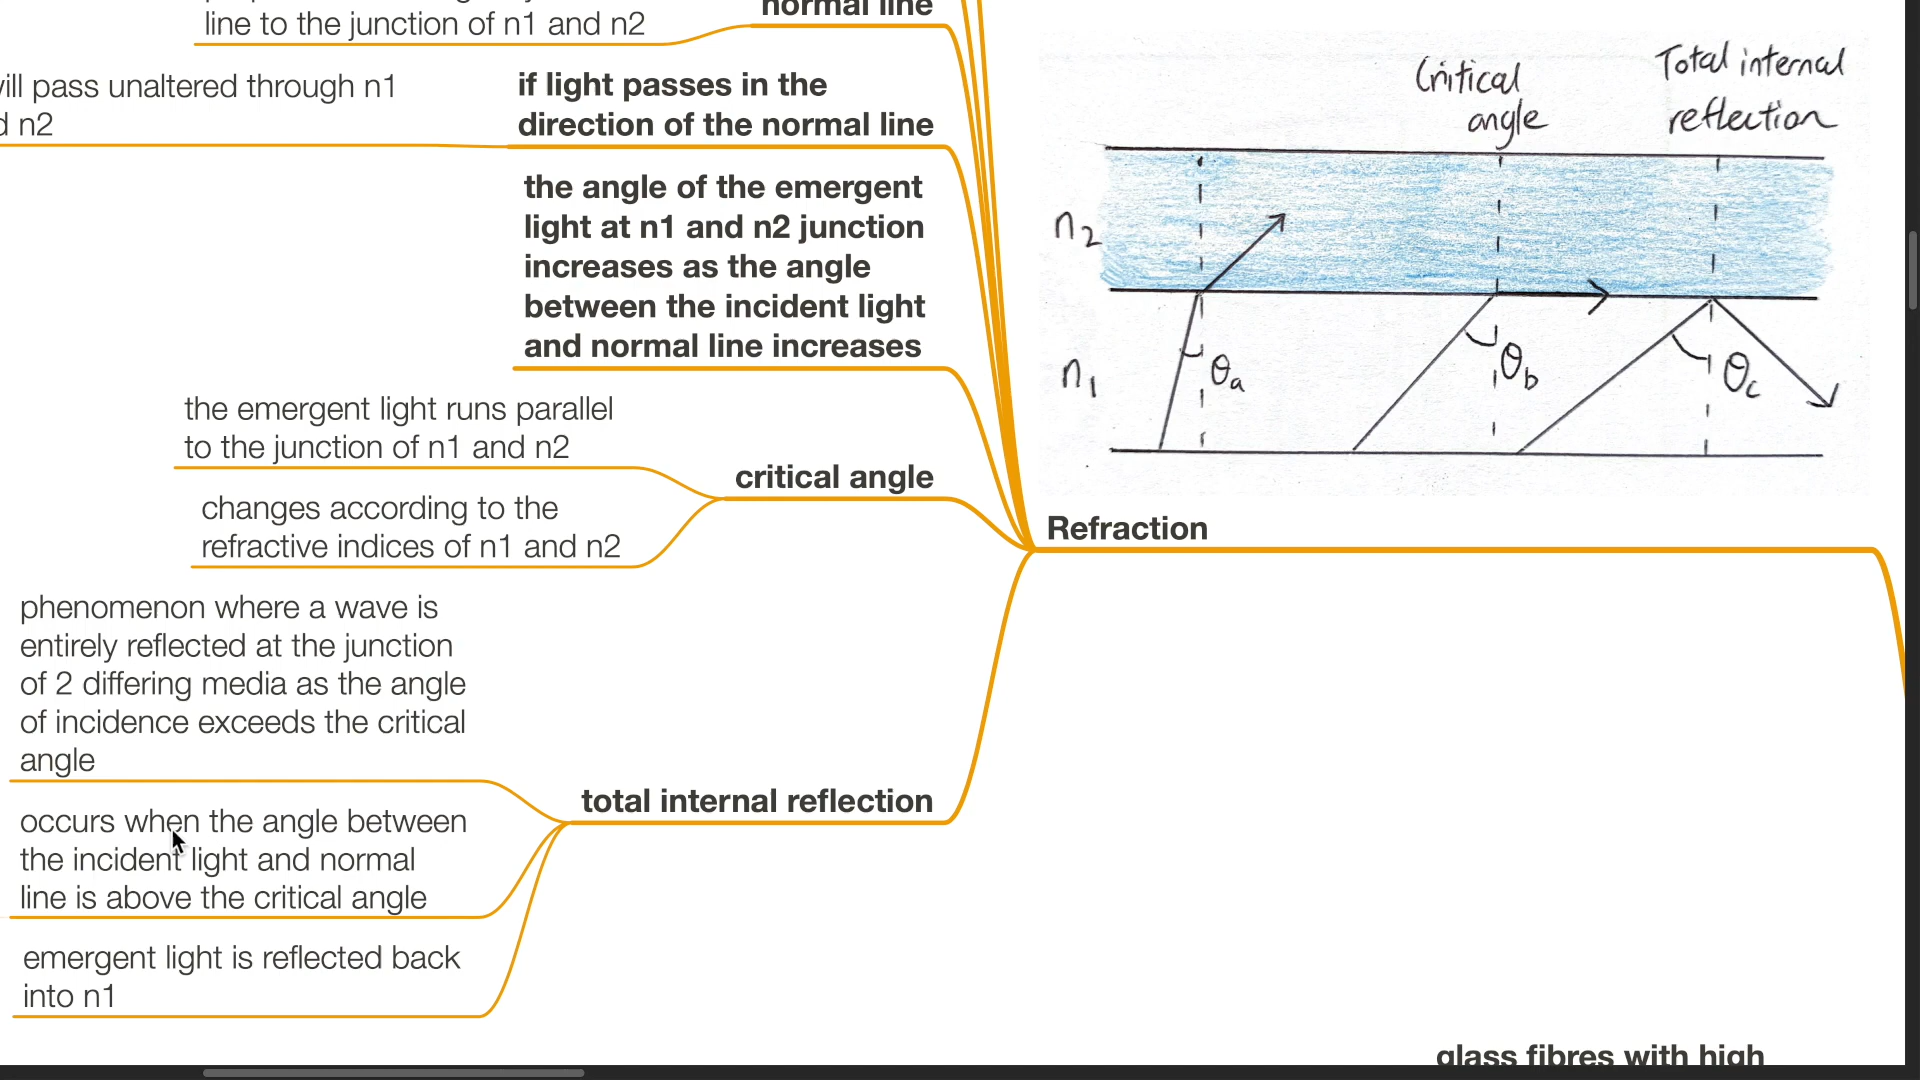 line to the junction of n1 and n2
normal line
will pass unaltered through n1
n2
if light passes in the
direction of the normal line
the angle of the emergent
light at n1 and n2 junction
increases as the angle
between the incident light
and normal line increases
the emergent light runs parallel
to the junction of n1 and n2
changes according to the
refractive indices of n1 and n2
critical angle
phenomenon where a wave is
entirely reflected at the junction
of 2 differing media as the angle
of incidence exceeds the critical
angle
occurs when the angle between
the incident light and normal
line is above the critical angle
emergent light is reflected back
into n1
total internal reflection
Critical
angle
Total internal
reflection
n₂
n₁
θa
θb
θc
Refraction
glass fibres with high